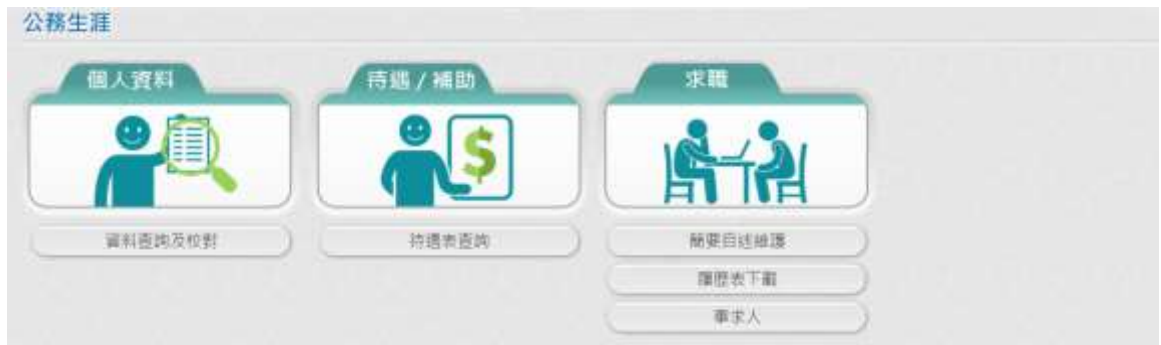 公務生涯
個人資料
資料查詢及校對
待遇 / 補助
$
待遇表查詢
求職
簡要自述維護
履歷表下載
事求人